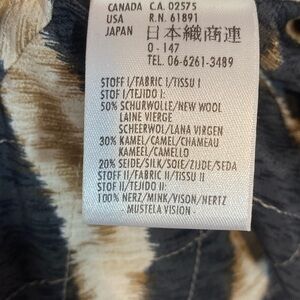 CANADA C.A. 02575
USA R.N. 61891
JAPAN 日本織商連
0-147
TEL. 06-6261-3489
STOFF I/FABRIC I/TISSU I
STOF I/TEJIDO I:
50% SCHURWOLLE/NEW WOOL
LAINE VIERGE
SCHEERWOL/LANA VIRGEN
30% KAMEL/CAMEL/CHAMEAU
KAMEEL/CAMELLO
20% SEIDE/SILK/SOIE/ZIJDE/SEDA
STOFF II/FABRIC II/TISSU II
STOF II/TEJIDO II:
100% NERZ/MINK/VISON/NERTZ
- MUSTELA VISION -